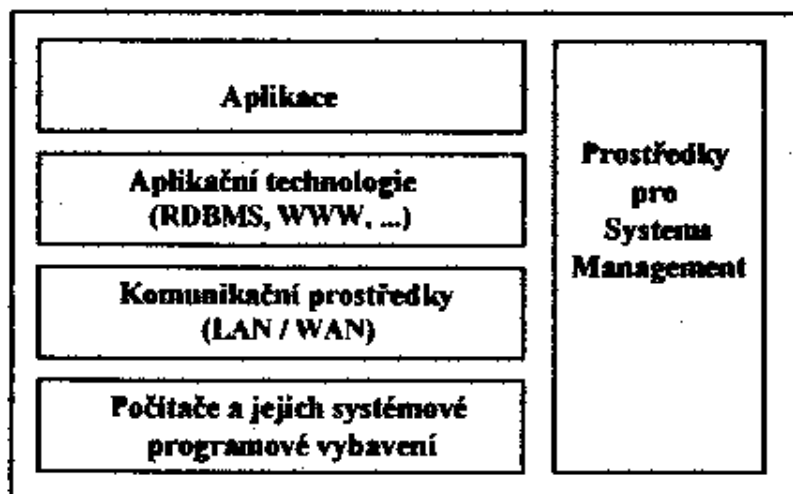 Aplikace
Aplikační technologie
(RDBMS, WWW, ...)
Komunikační prostředky
(LAN / WAN)
Počítače a jejich systémové
programové vybavení
Prostředky
pro
Systems
Management